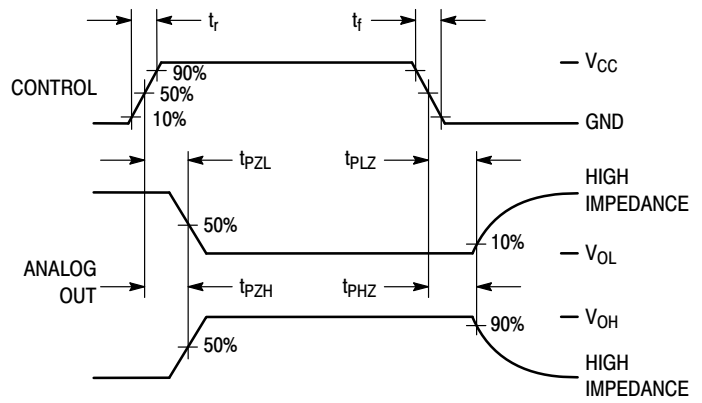 tr
tf
VCC
90%
CONTROL
50%
10%
GND
tPZL
tPLZ
HIGH
IMPEDANCE
50%
10%
VOL
ANALOG
OUT
tPZH
tPHZ
VOH
90%
50%
HIGH
IMPEDANCE